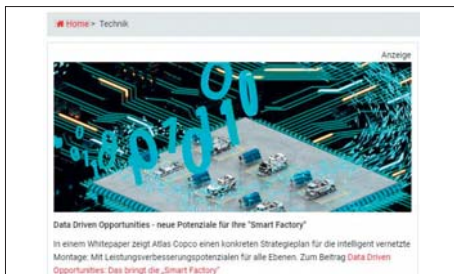 Home > Technik
Anzeige
Data Driven Opportunities - neue Potenziale für Ihre "Smart Factory"
In einem Whitepaper zeigt Atlas Copco einen konkreten Strategieplan für die intelligent vernetzte
Montage: Mit Leistungsverbesserungspotenzialen für alle Ebenen. Zum Beitrag Data Driven
Opportunities: Das bringt die „Smart Factory"